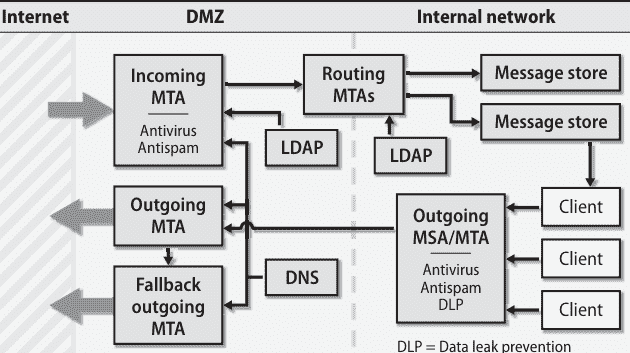 Internet
DMZ
Internal network
Incoming
MTA
Antivirus
Antispam
LDAP
Routing
MTAs
LDAP
Message store
Message store
Outgoing
MTA
Fallback
outgoing
MTA
DNS
Outgoing
MSA/MTA
Antivirus
Antispam
DLP
Client
Client
Client
DLP = Data leak prevention